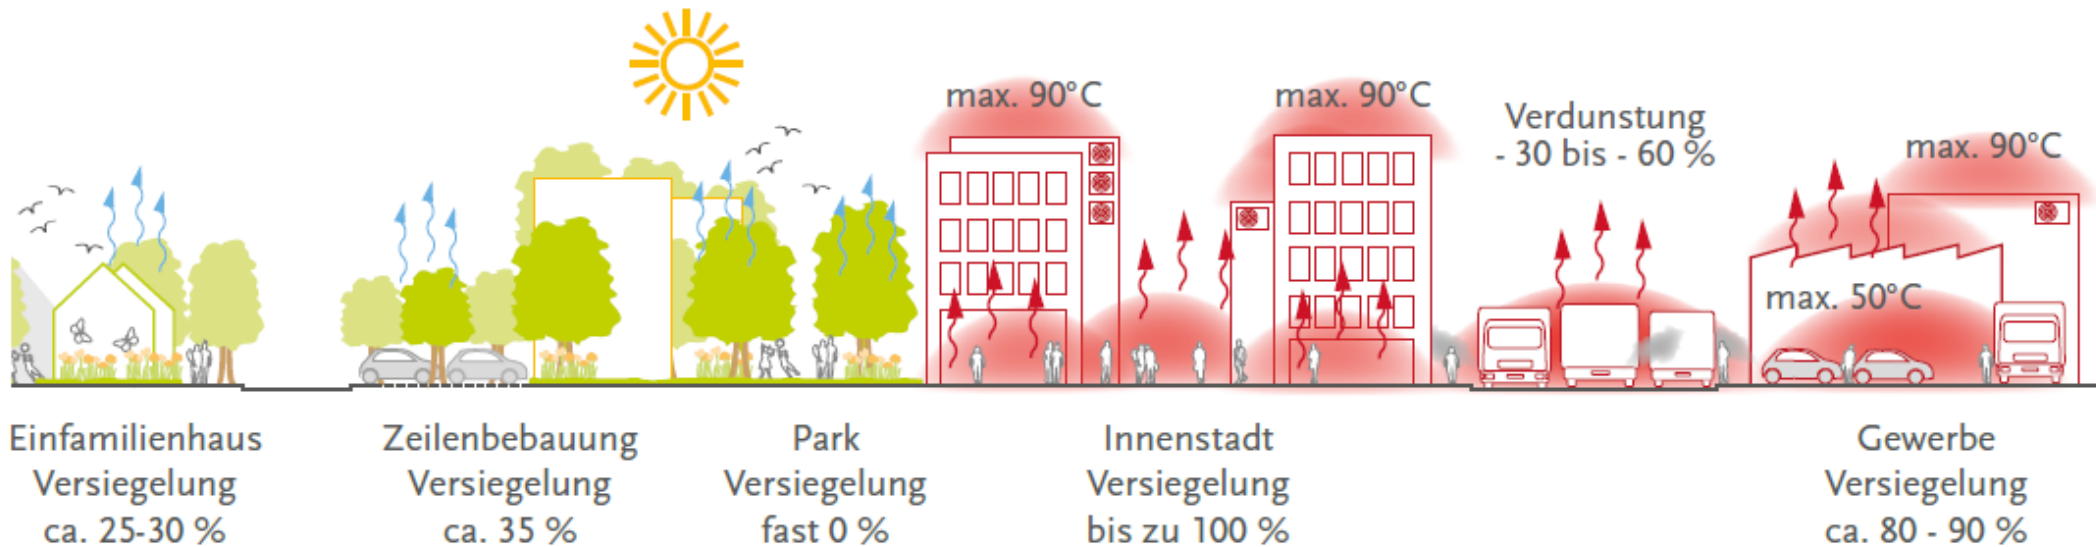 max. 90°C
max. 90°C
Verdunstung
- 30 bis - 60 %
max. 90°C
max. 50°C
Einfamilienhaus
Versiegelung
ca. 25-30 %
Zeilenbebauung
Versiegelung
ca. 35 %
Park
Versiegelung
fast 0 %
Innenstadt
Versiegelung
bis zu 100 %
Gewerbe
Versiegelung
ca. 80 - 90 %